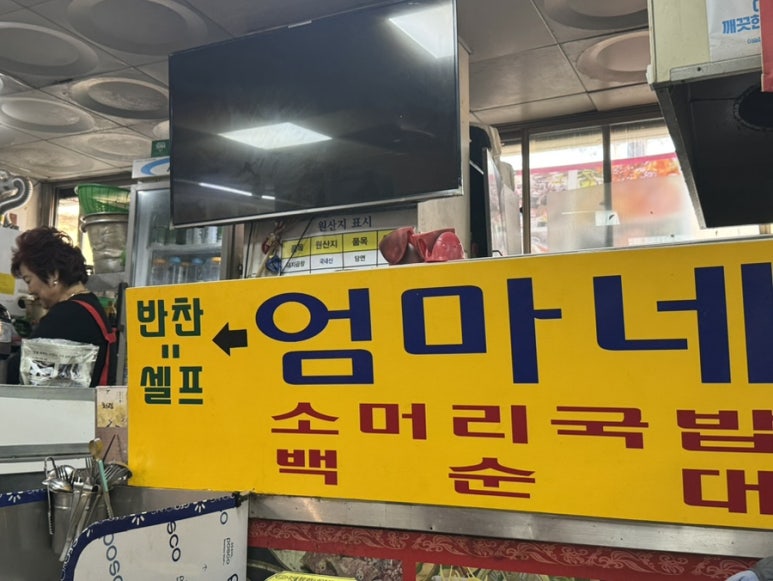 깨끗한
원산지 표시
원산지 품목
국내산 당면
반찬
셀프
엄마네
소머리국밥
백순대
posco